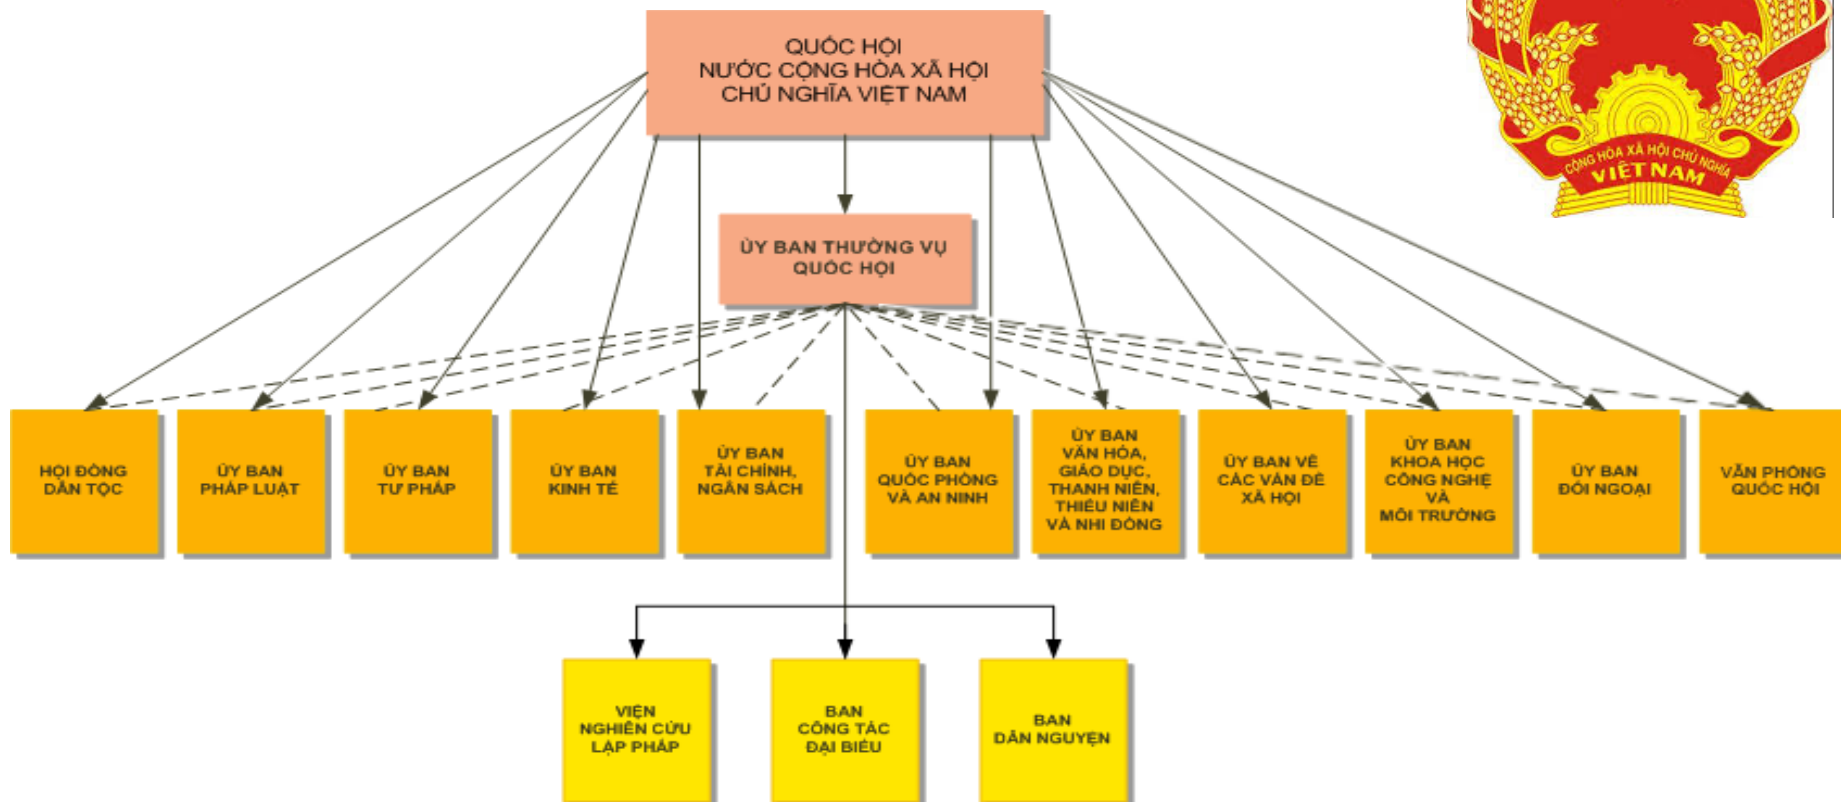 QUỐC HỘI
NƯỚC CỘNG HÒA XÃ HỘI
CHỦ NGHĨA VIỆT NAM
CỘNG HÒA XÃ HỘI CHỦ NGHĨA
VIỆT NAM
ỦY BAN THƯỜNG VỤ
QUỐC HỘI
HỘI ĐỒNG
DÂN TỘC
ỦY BAN
PHÁP LUẬT
ỦY BAN
TƯ PHÁP
ỦY BAN
KINH TẾ
ỦY BAN
TÀI CHÍNH,
NGÂN SÁCH
ỦY BAN
QUỐC PHÒNG
VÀ AN NINH
ỦY BAN
VĂN HÓA,
GIÁO DỤC,
THANH NIÊN,
THIẾU NIÊN
VÀ NHI ĐỒNG
ỦY BAN VỀ
CÁC VẤN ĐỀ
XÃ HỘI
ỦY BAN
KHOA HỌC
CÔNG NGHỆ
VÀ
MÔI TRƯỜNG
ỦY BAN
ĐỐI NGOẠI
VĂN PHÒNG
QUỐC HỘI
VIỆN
NGHIÊN CỨU
LẬP PHÁP
BAN
CÔNG TÁC
ĐẠI BIỂU
BAN
DÂN NGUYỆN